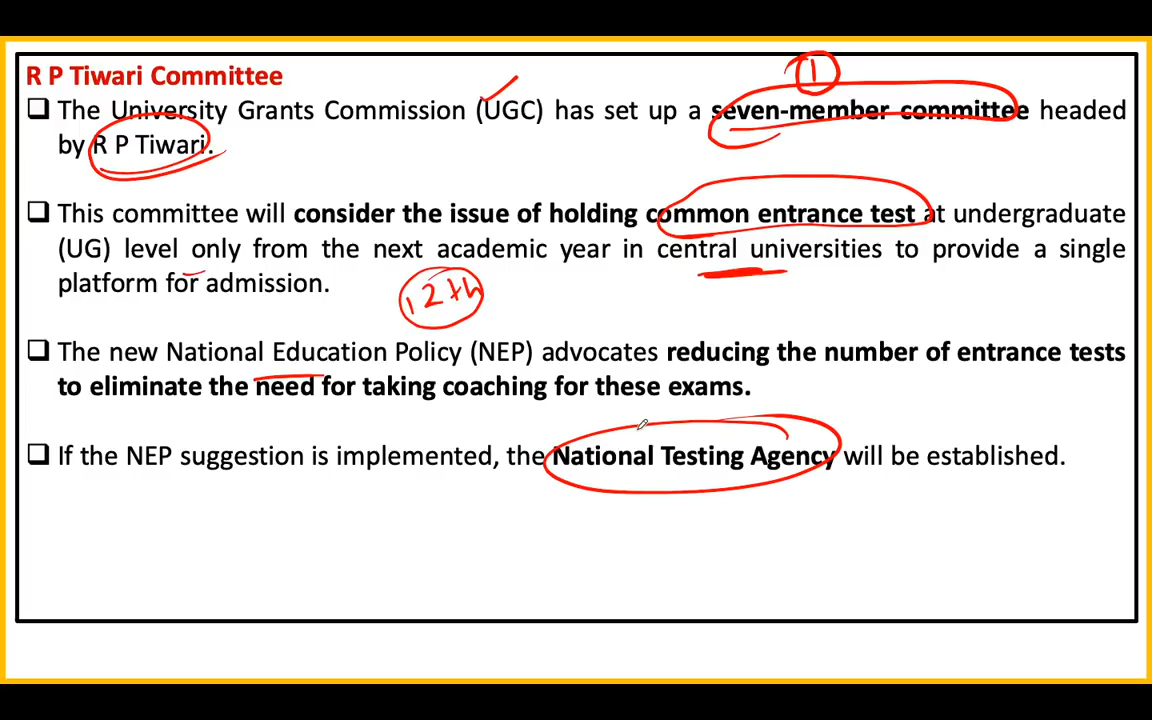 R P Tiwari Committee
1
❑ The University Grants Commission (UGC) has set up a seven-member committee headed
by R P Tiwari.
❑ This committee will consider the issue of holding common entrance test at undergraduate
(UG) level only from the next academic year in central universities to provide a single
platform for admission.
12th
❑ The new National Education Policy (NEP) advocates reducing the number of entrance tests
to eliminate the need for taking coaching for these exams.
❑ If the NEP suggestion is implemented, the National Testing Agency will be established.